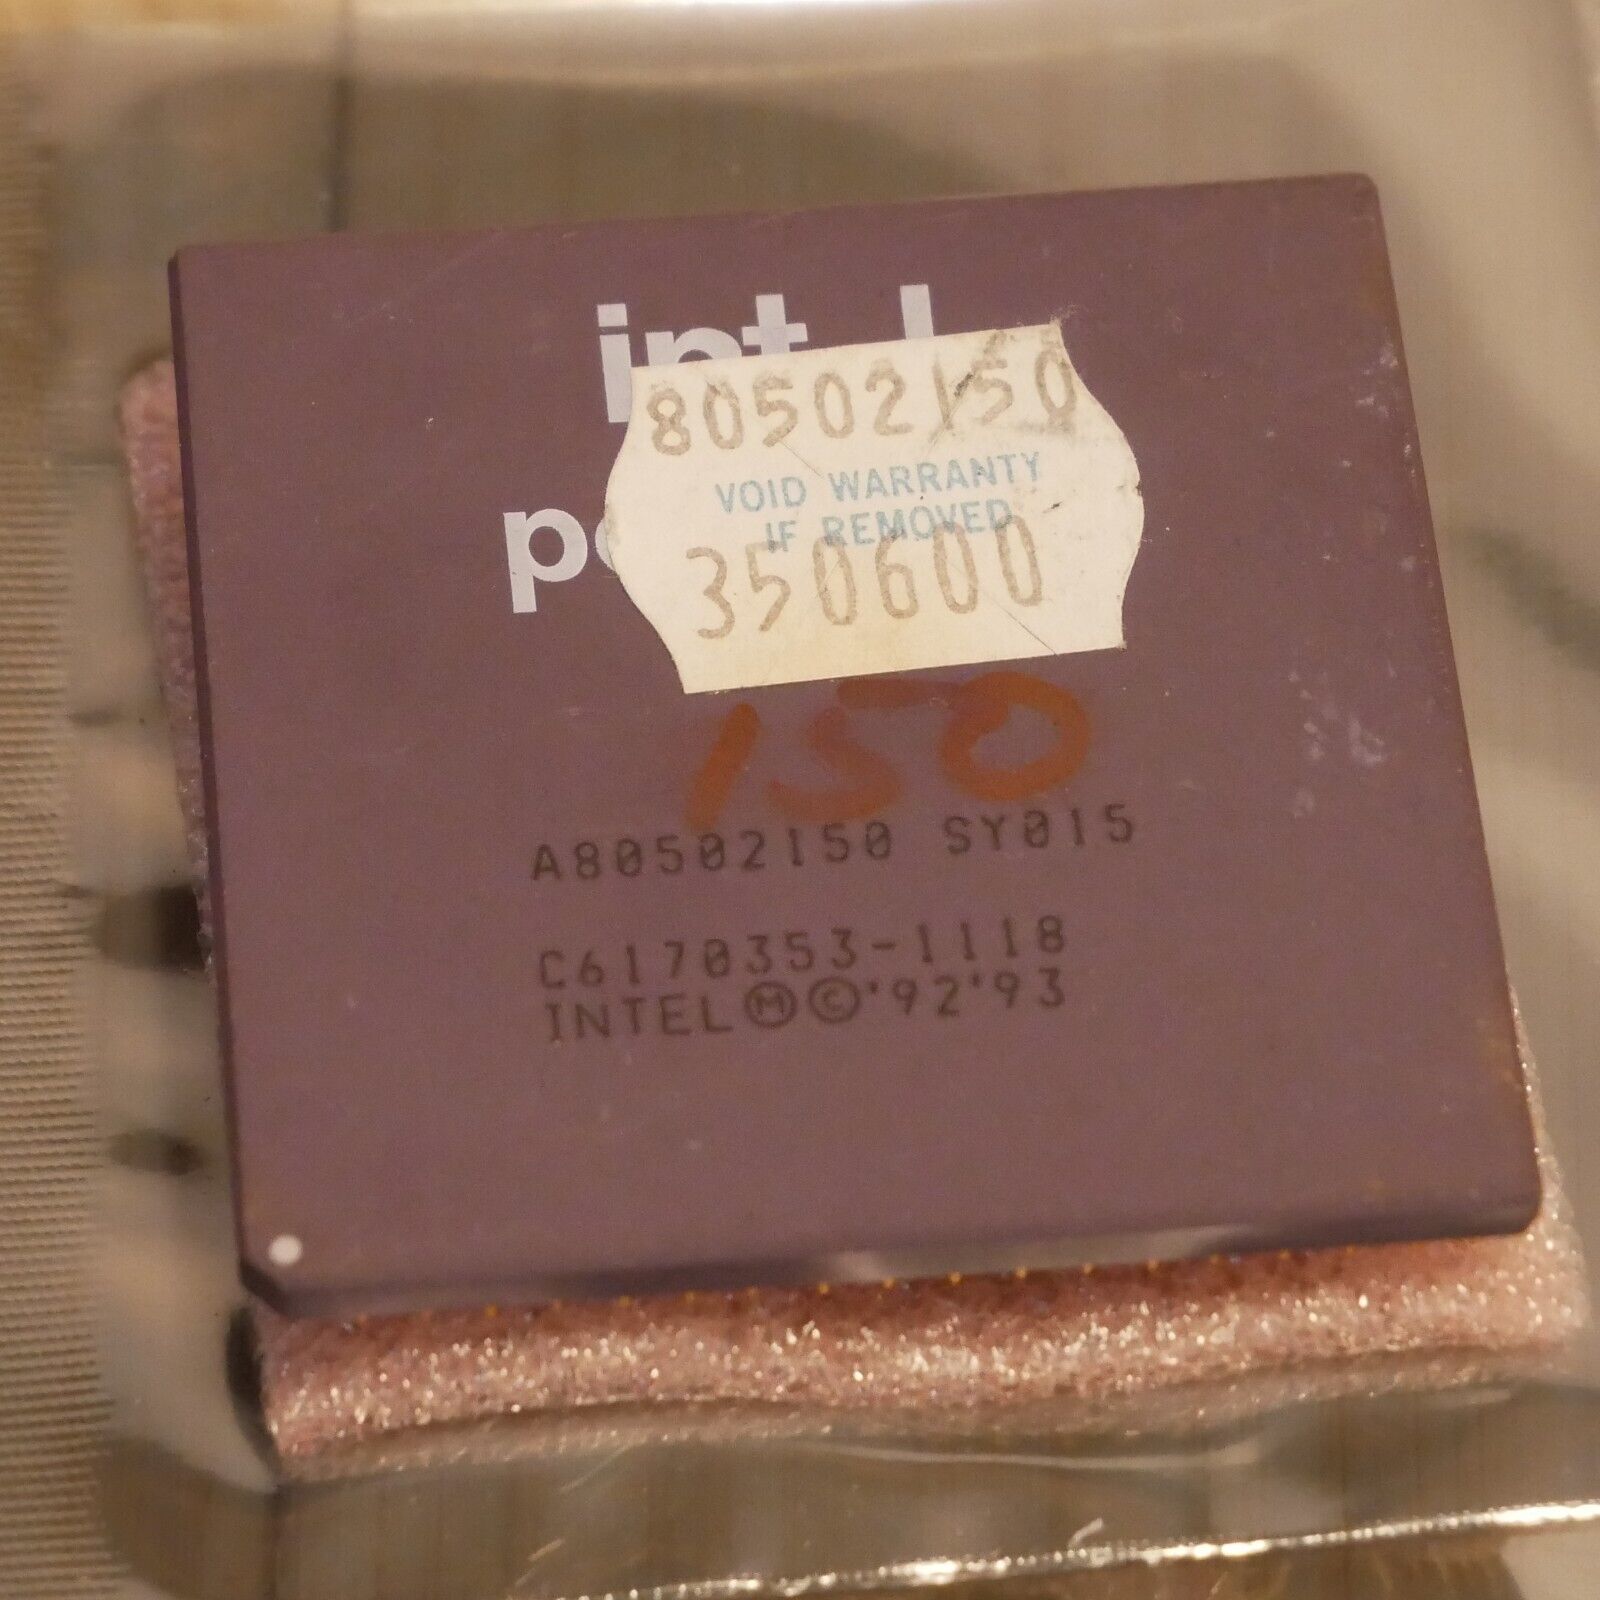 80502150
VOID WARRANTY
IF REMOVED
350600
150
A80502150 SY015
C6170353-1118
INTEL Ⓜ © '92 '93